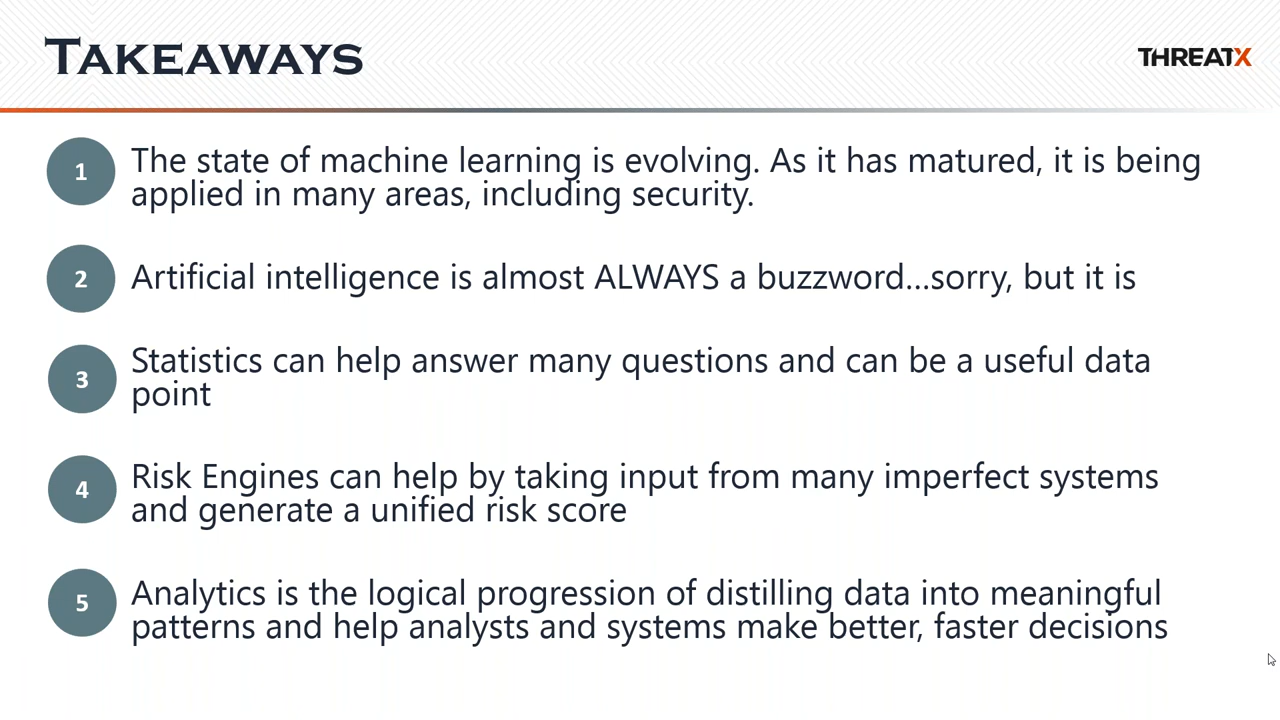 TAKEAWAYS
THREATX
1
The state of machine learning is evolving. As it has matured, it is being
applied in many areas, including security.
2
Artificial intelligence is almost ALWAYS a buzzword...sorry, but it is
3
Statistics can help answer many questions and can be a useful data
point
4
Risk Engines can help by taking input from many imperfect systems
and generate a unified risk score
5
Analytics is the logical progression of distilling data into meaningful
patterns and help analysts and systems make better, faster decisions